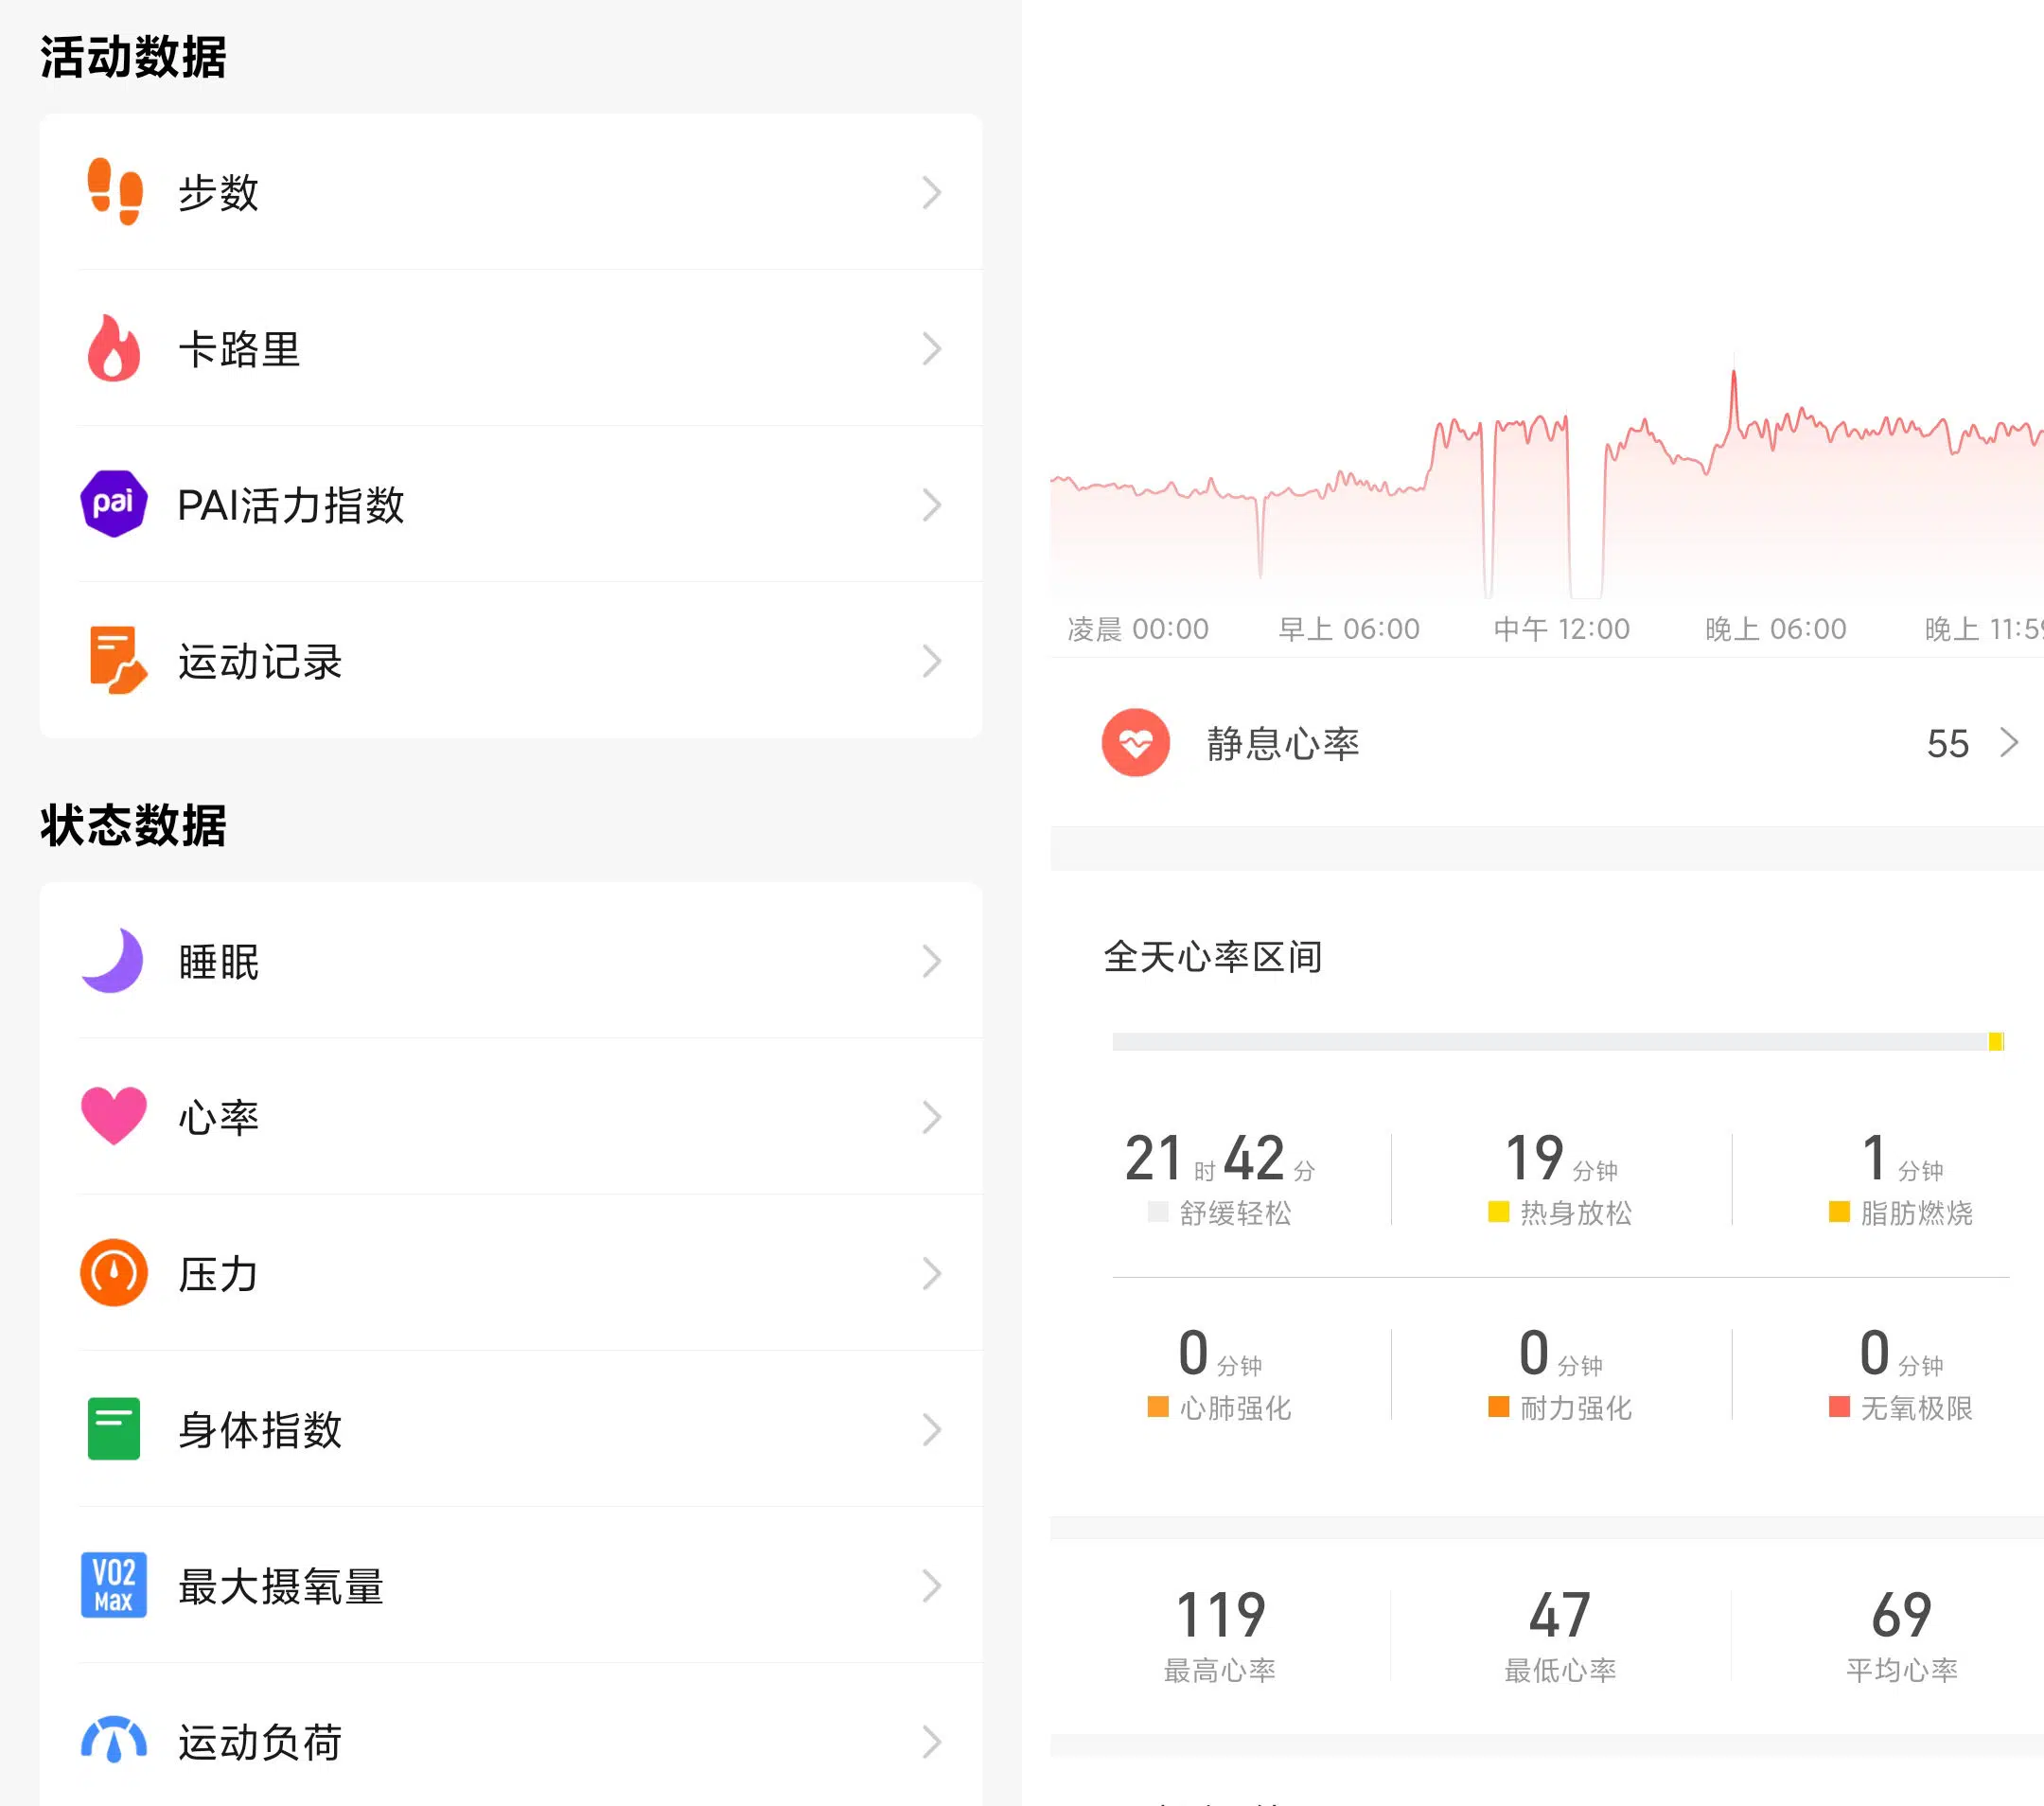 活动数据
步数
卡路里
pai
PAI活力指数
运动记录
状态数据
睡眠
心率
压力
身体指数
VO2
Max
最大摄氧量
运动负荷
凌晨 00:00 早上 06:00 中午 12:00 晚上 06:00 晚上 11:59
静息心率 55
全天心率区间
21 时 42 分 19 分钟 1 分钟
舒缓轻松 热身放松 脂肪燃烧
0 分钟 0 分钟 0 分钟
心肺强化 耐力强化 无氧极限
119 47 69
最高心率 最低心率 平均心率